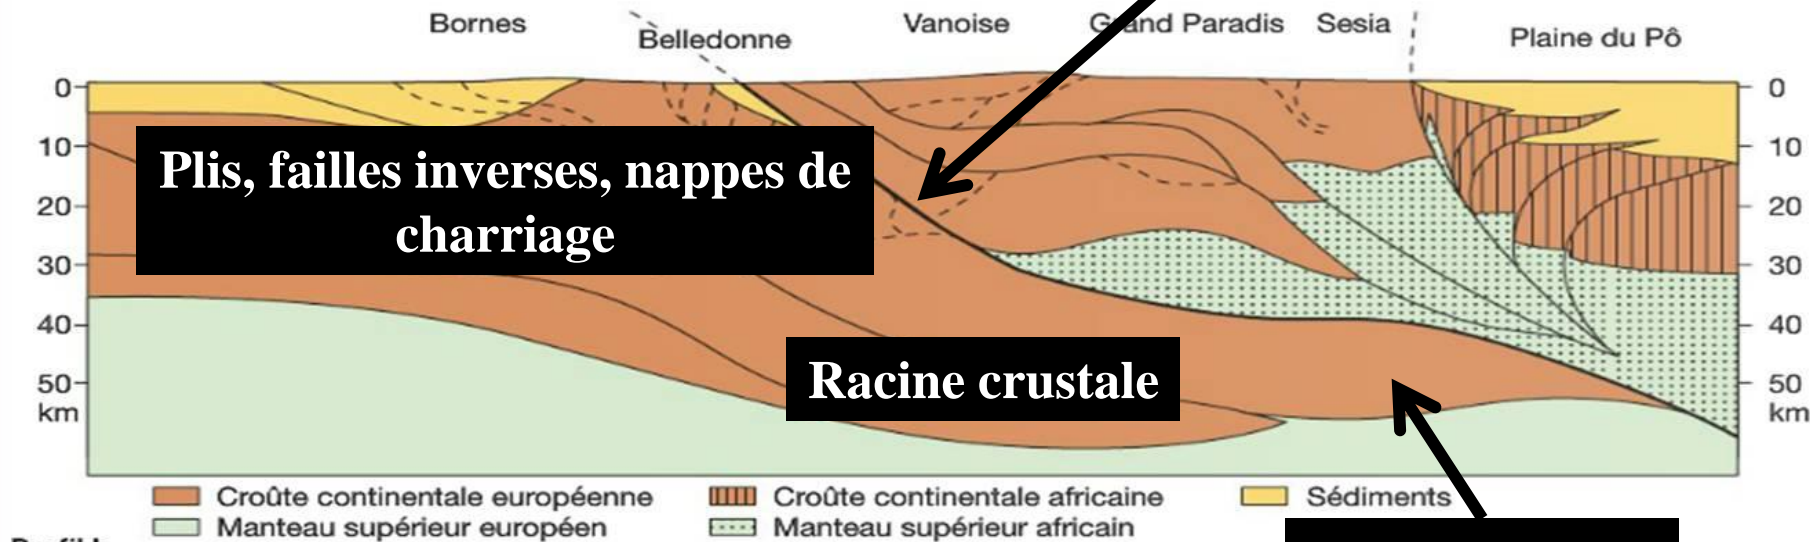 Bornes
Belledonne
Vanoise
Grand Paradis
Sesia
Plaine du Pô
0
10
20
30
40
50
km
0
10
20
30
40
50
km
Plis, failles inverses, nappes de
charriage
Racine crustale
Croûte continentale européenne
Croûte continentale africaine
Sédiments
Manteau supérieur européen
Manteau supérieur africain